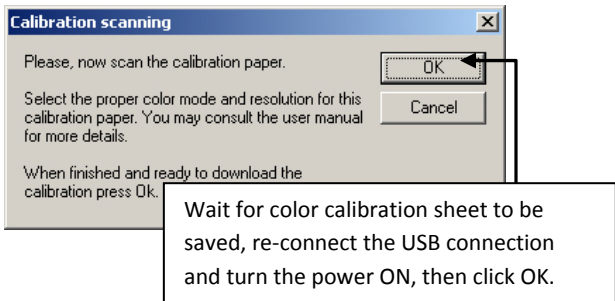 Calibration scanning
Please, now scan the calibration paper.
OK
Select the proper color mode and resolution for this
calibration paper. You may consult the user manual
for more details.
Cancel
When finished and ready to download the
calibration press Ok.
Wait for color calibration sheet to be
saved, re-connect the USB connection
and turn the power ON, then click OK.